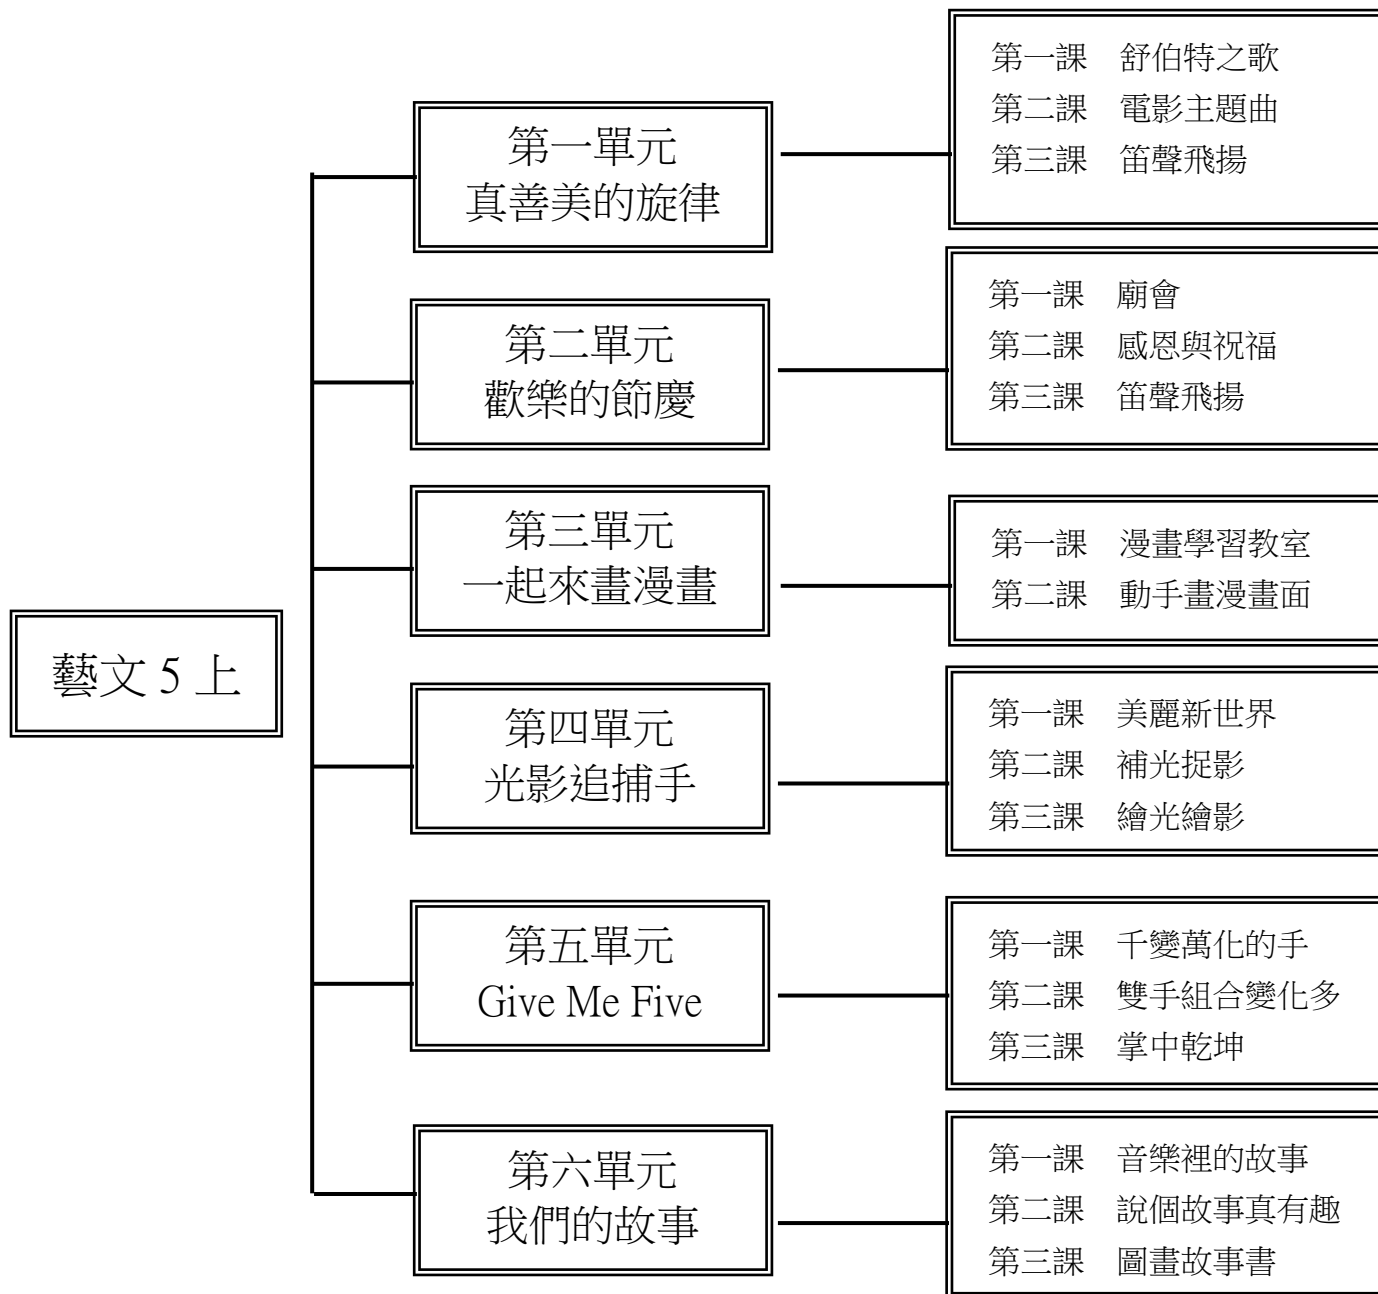 藝文 5 上
第一單元
真善美的旋律
第一課　舒伯特之歌
第二課　電影主題曲
第三課　笛聲飛揚
第二單元
歡樂的節慶
第一課　廟會
第二課　感恩與祝福
第三課　笛聲飛揚
第三單元
一起來畫漫畫
第一課　漫畫學習教室
第二課　動手畫漫畫面
第四單元
光影追捕手
第一課　美麗新世界
第二課　補光捉影
第三課　繪光繪影
第五單元
Give Me Five
第一課　千變萬化的手
第二課　雙手組合變化多
第三課　掌中乾坤
第六單元
我們的故事
第一課　音樂裡的故事
第二課　說個故事真有趣
第三課　圖畫故事書